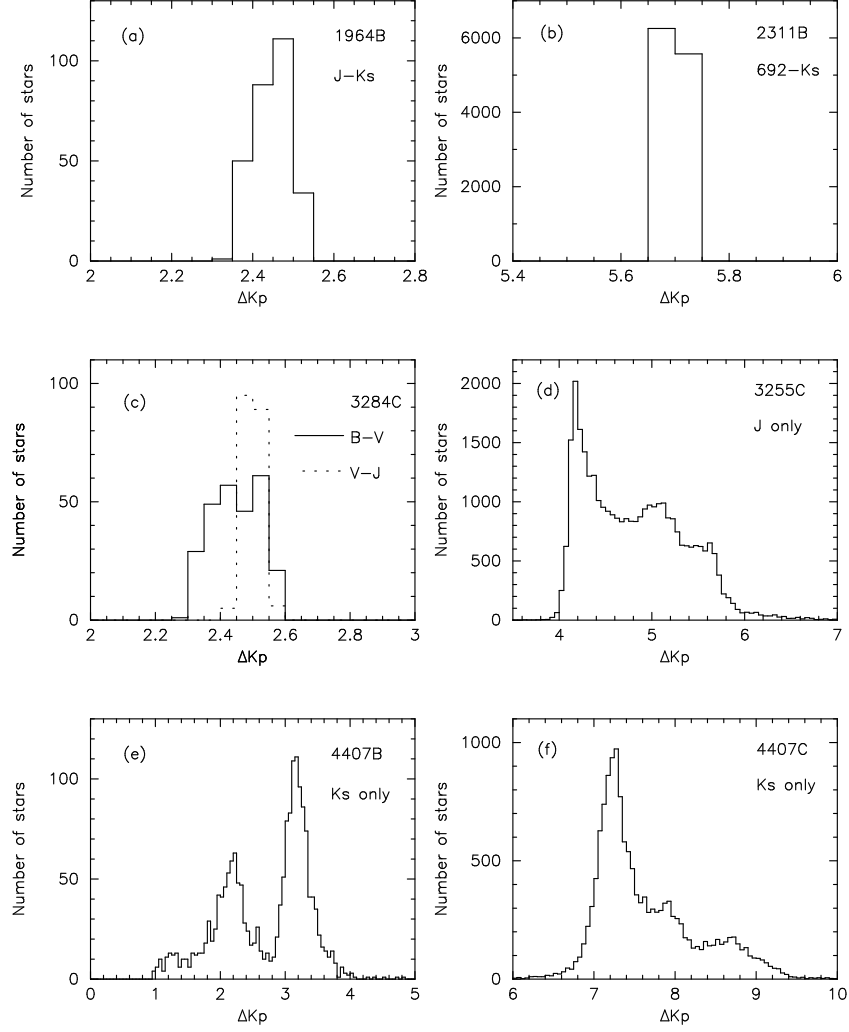 (a) 1964B
J–Ks
Number of stars
0 50 100
2 2.2 2.4 2.6 2.8
ΔKp
(b) 2311B
692–Ks
Number of stars
0 2000 4000 6000
5.4 5.6 5.8 6
ΔKp
(c) 3284C
B–V
V–J
Number of stars
0 50 100
2 2.2 2.4 2.6 2.8 3
ΔKp
(d) 3255C
J only
Number of stars
0 500 1000 1500 2000
4 5 6 7
ΔKp
(e) 4407B
Ks only
Number of stars
0 50 100
0 1 2 3 4 5
ΔKp
(f) 4407C
Ks only
Number of stars
0 500 1000
6 7 8 9 10
ΔKp